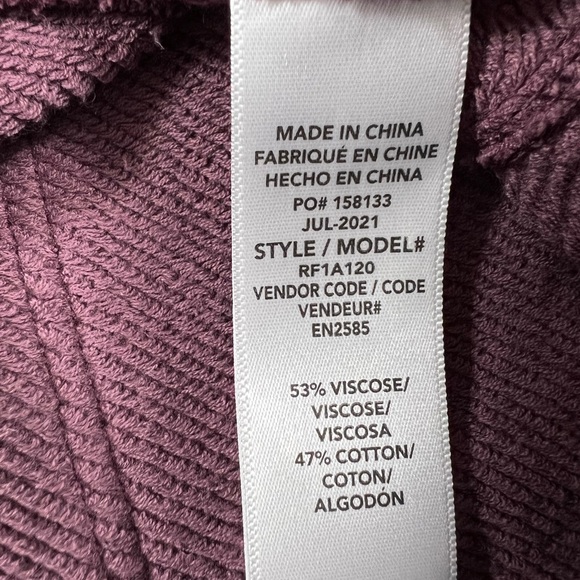 MADE IN CHINA
FABRIQUÉ EN CHINE
HECHO EN CHINA
PO# 158133
JUL-2021
STYLE / MODEL#
RF1A120
VENDOR CODE / CODE
VENDEUR#
EN2585
53% VISCOSE/
VISCOSE/
VISCOSA
47% COTTON/
COTON/
ALGODÓN